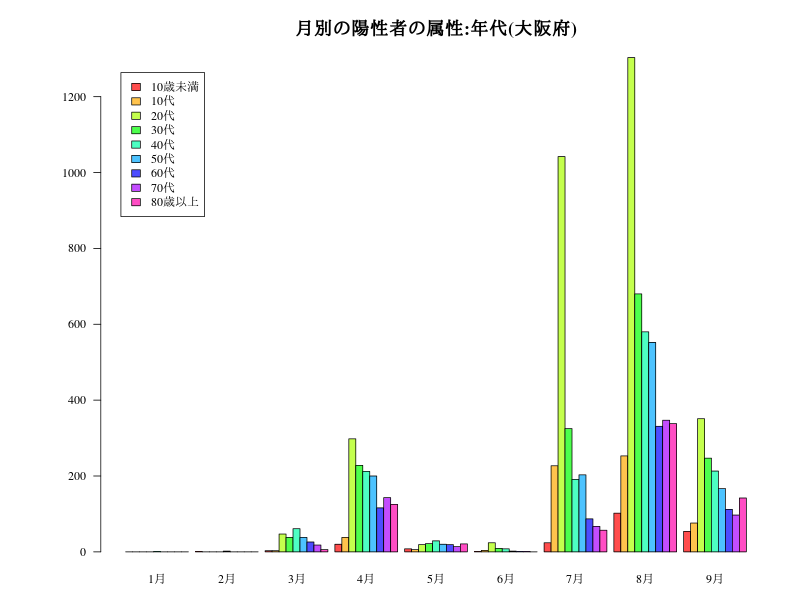 月別の陽性者の属性:年代(大阪府)
10歳未満
10代
20代
30代
40代
50代
60代
70代
80歳以上
1200
1000
800
600
400
200
0
1月 2月 3月 4月 5月 6月 7月 8月 9月